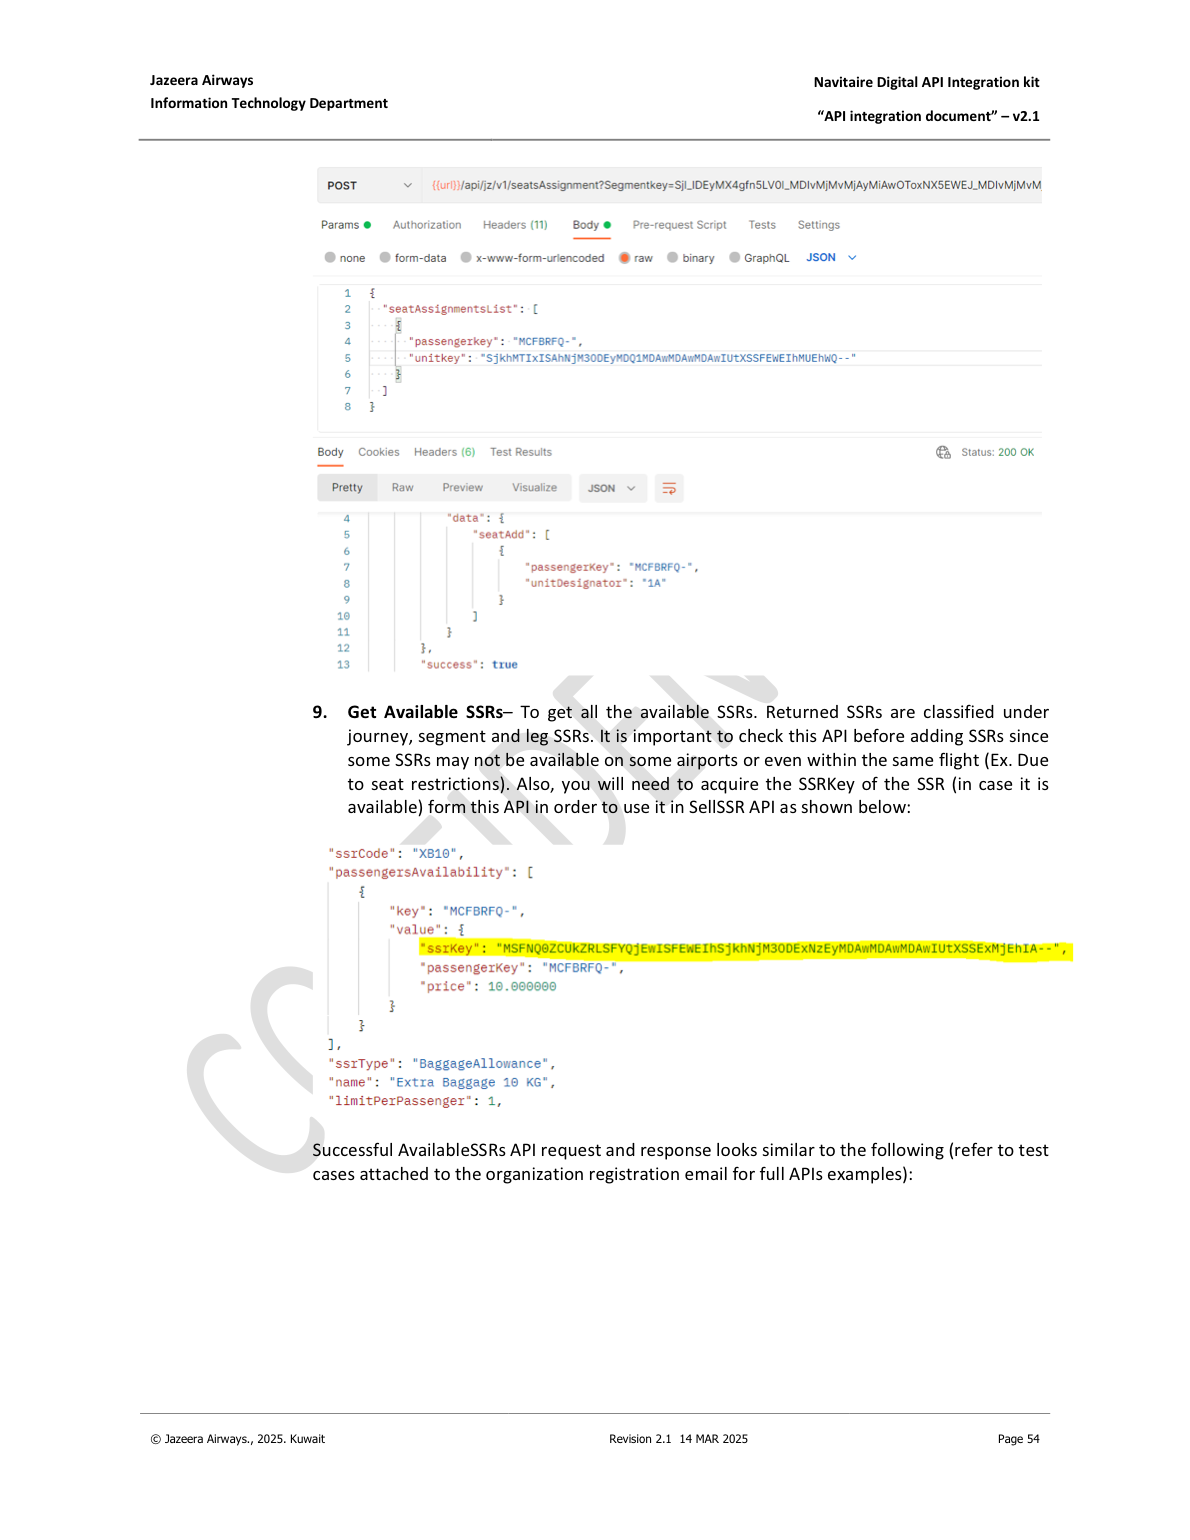 Jazeera Airways
Information Technology Department
Navitaire Digital API Integration kit
“API integration document” – v2.1
POST
{{url}}/api/jz/v1/seatsAssignment?Segmentkey=SjI_IDEyMX4gfn5LV0l_MDIvMjMvMjAyMiAwOToxNX5EWEJ_MDIvMjMvM
Params Authorization Headers (11) Body Pre-request Script Tests Settings
none form-data x-www-form-urlencoded raw binary GraphQL JSON
1 {
2 "seatAssignmentsList": [
3 {
4 "passengerkey": "MCFBRFQ-",
5 "unitkey": "SjkhMTIxISAhNjM3ODEyMDQ1MDAwMDAwMDAwIUtXSSFEWEIhMUEhWQ--"
6 }
7 ]
8 }
Body Cookies Headers (6) Test Results Status: 200 OK
Pretty Raw Preview Visualize JSON
4 "data": {
5 "seatAdd": [
6 {
7 "passengerKey": "MCFBRFQ-",
8 "unitDesignator": "1A"
9 }
10 ]
11 }
12 },
13 "success": true
9. Get Available SSRs– To get all the available SSRs. Returned SSRs are classified under
journey, segment and leg SSRs. It is important to check this API before adding SSRs since
some SSRs may not be available on some airports or even within the same flight (Ex. Due
to seat restrictions). Also, you will need to acquire the SSRKey of the SSR (in case it is
available) form this API in order to use it in SellSSR API as shown below:
"ssrCode": "XB10",
"passengersAvailability": [
{
"key": "MCFBRFQ-",
"value": {
"ssrKey": "MSFNQ0ZCUkZRLSFYQjEwISFEWEIhSjkhNjM3ODExNzEyMDAwMDAwMDAwIUtXSSExMjEhIA--",
"passengerKey": "MCFBRFQ-",
"price": 10.000000
}
}
],
"ssrType": "BaggageAllowance",
"name": "Extra Baggage 10 KG",
"limitPerPassenger": 1,
Successful AvailableSSRs API request and response looks similar to the following (refer to test
cases attached to the organization registration email for full APIs examples):
© Jazeera Airways., 2025. Kuwait
Revision 2.1 14 MAR 2025
Page 54